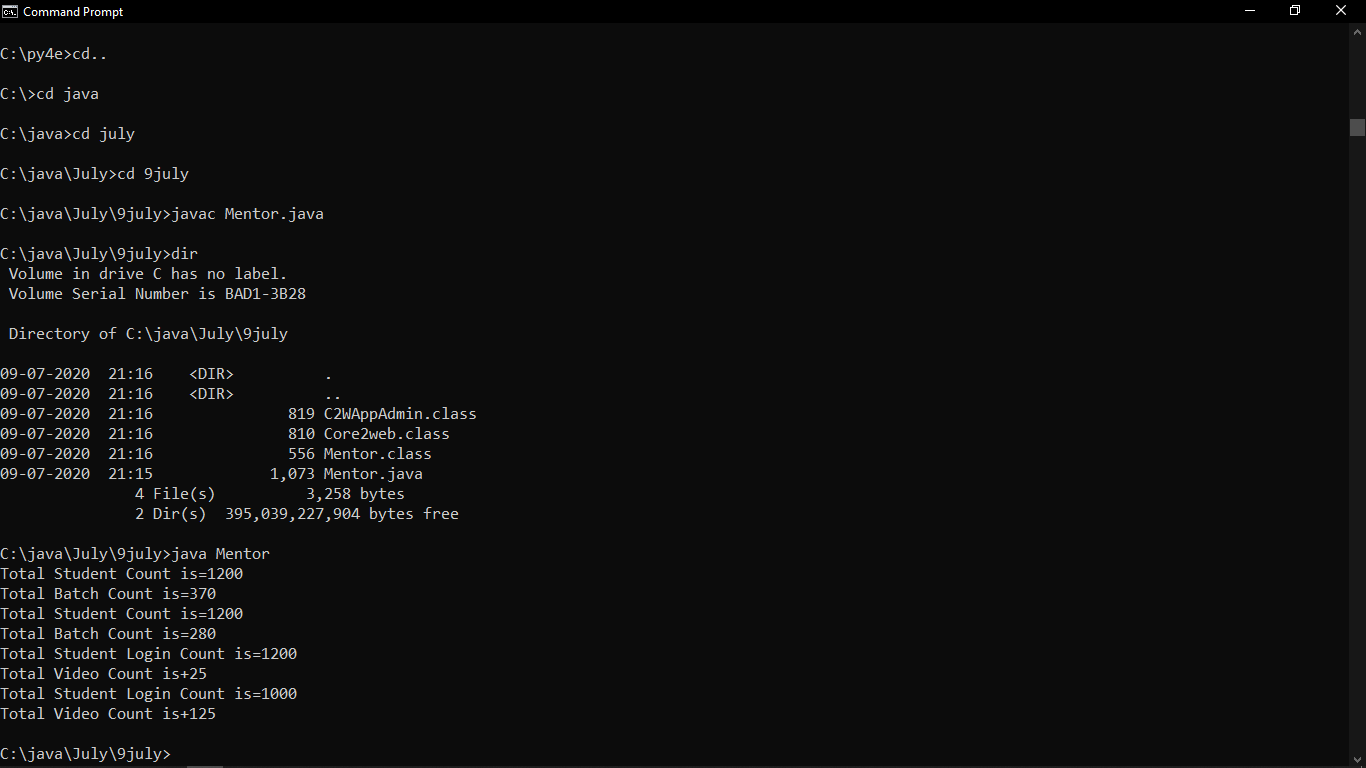 Command Prompt
C:\py4e>cd..
C:\>cd java
C:\java>cd july
C:\java\July>cd 9july
C:\java\July\9july>javac Mentor.java
C:\java\July\9july>dir
 Volume in drive C has no label.
 Volume Serial Number is BAD1-3B28
 Directory of C:\java\July\9july
09-07-2020  21:16    <DIR>          .
09-07-2020  21:16    <DIR>          ..
09-07-2020  21:16               819 C2WAppAdmin.class
09-07-2020  21:16               810 Core2web.class
09-07-2020  21:16               556 Mentor.class
09-07-2020  21:15             1,073 Mentor.java
               4 File(s)          3,258 bytes
               2 Dir(s)  395,039,227,904 bytes free
C:\java\July\9july>java Mentor
Total Student Count is=1200
Total Batch Count is=370
Total Student Count is=1200
Total Batch Count is=280
Total Student Login Count is=1200
Total Video Count is+25
Total Student Login Count is=1000
Total Video Count is+125
C:\java\July\9july>